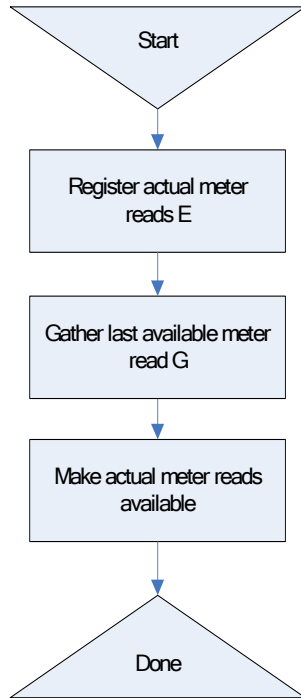 Start
Register actual meter
reads E
Gather last available meter
read G
Make actual meter reads
available
Done